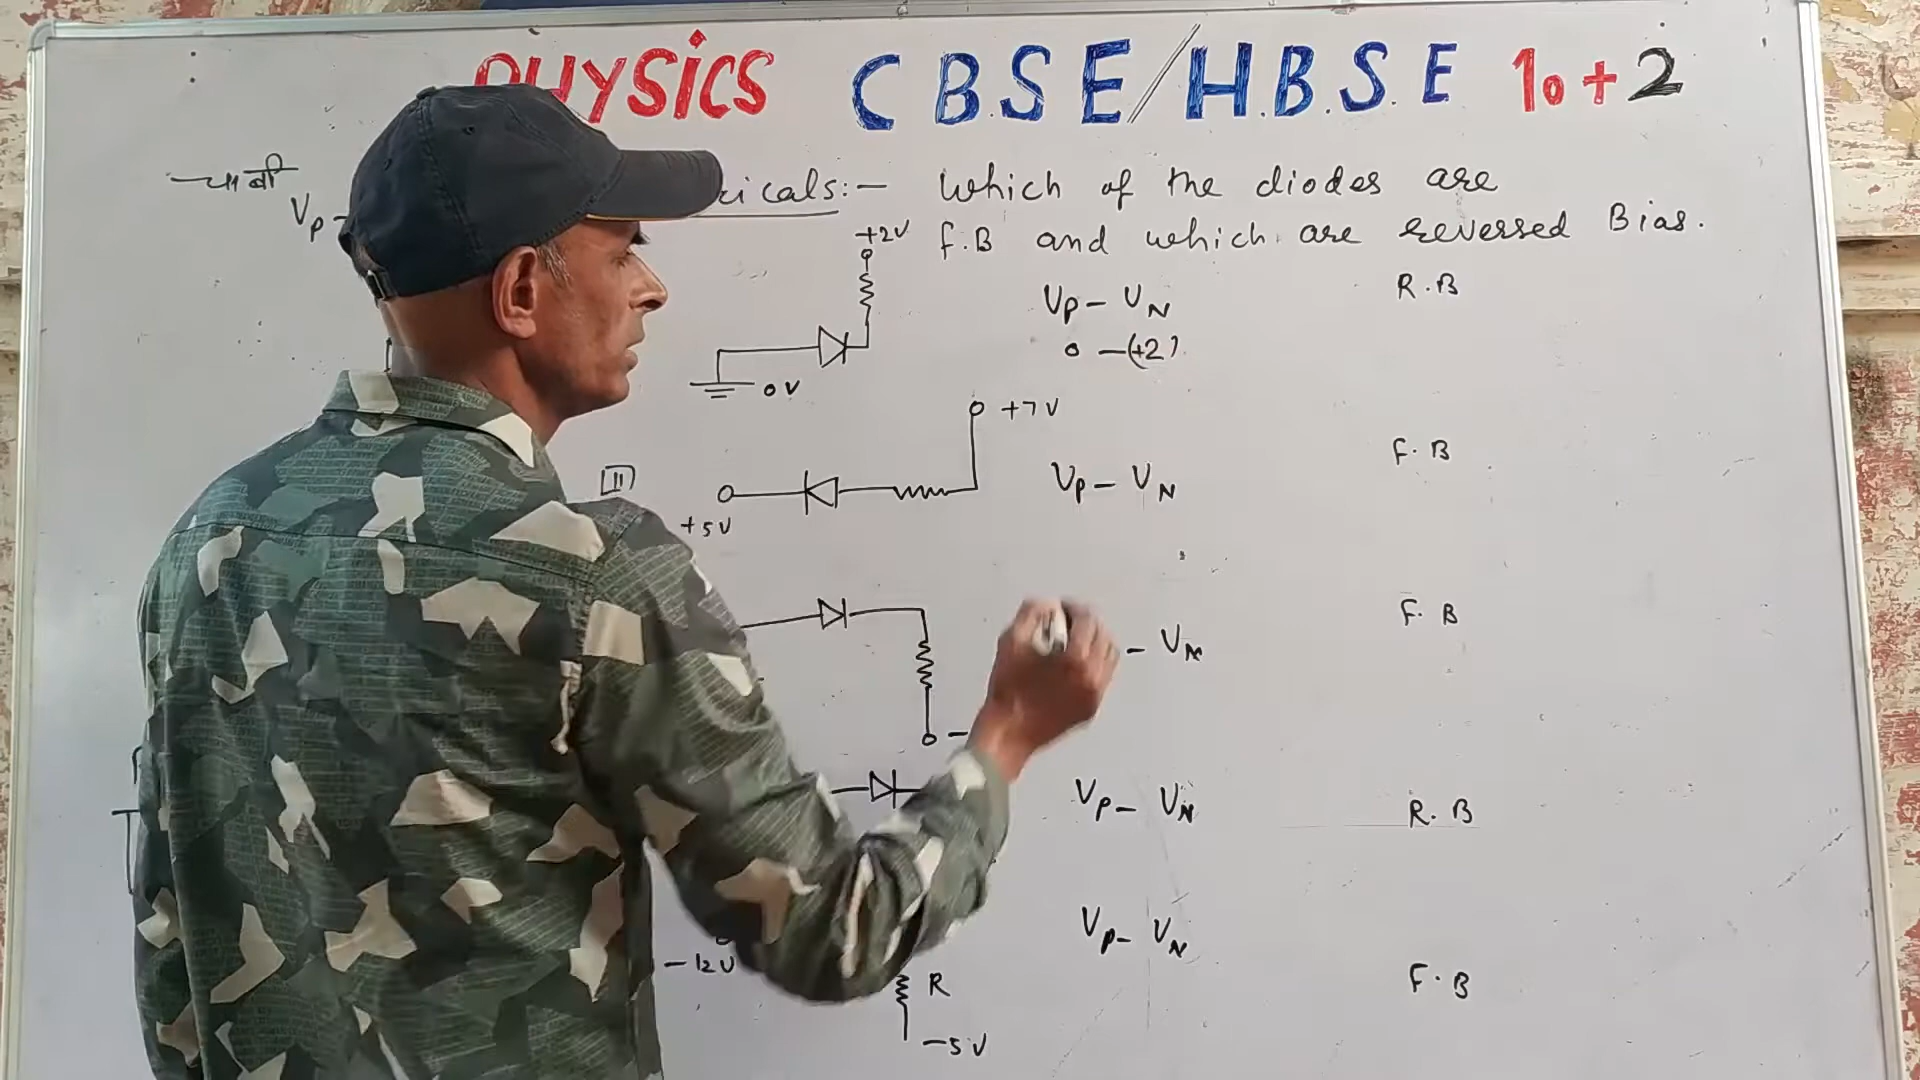 PHYSICS CBSE/H.B.S.E 10+2
चाबी
icals:- Which of the diodes are
VP -
F.B and which are reversed Bias.
+2V
VP - VN
R.B
0 -(+2)
0V
+7V
F.B
II
VP - VN
+5V
F.B
- VN
VP - VN
R.B
VP - VN
-12V
R
F.B
-5V